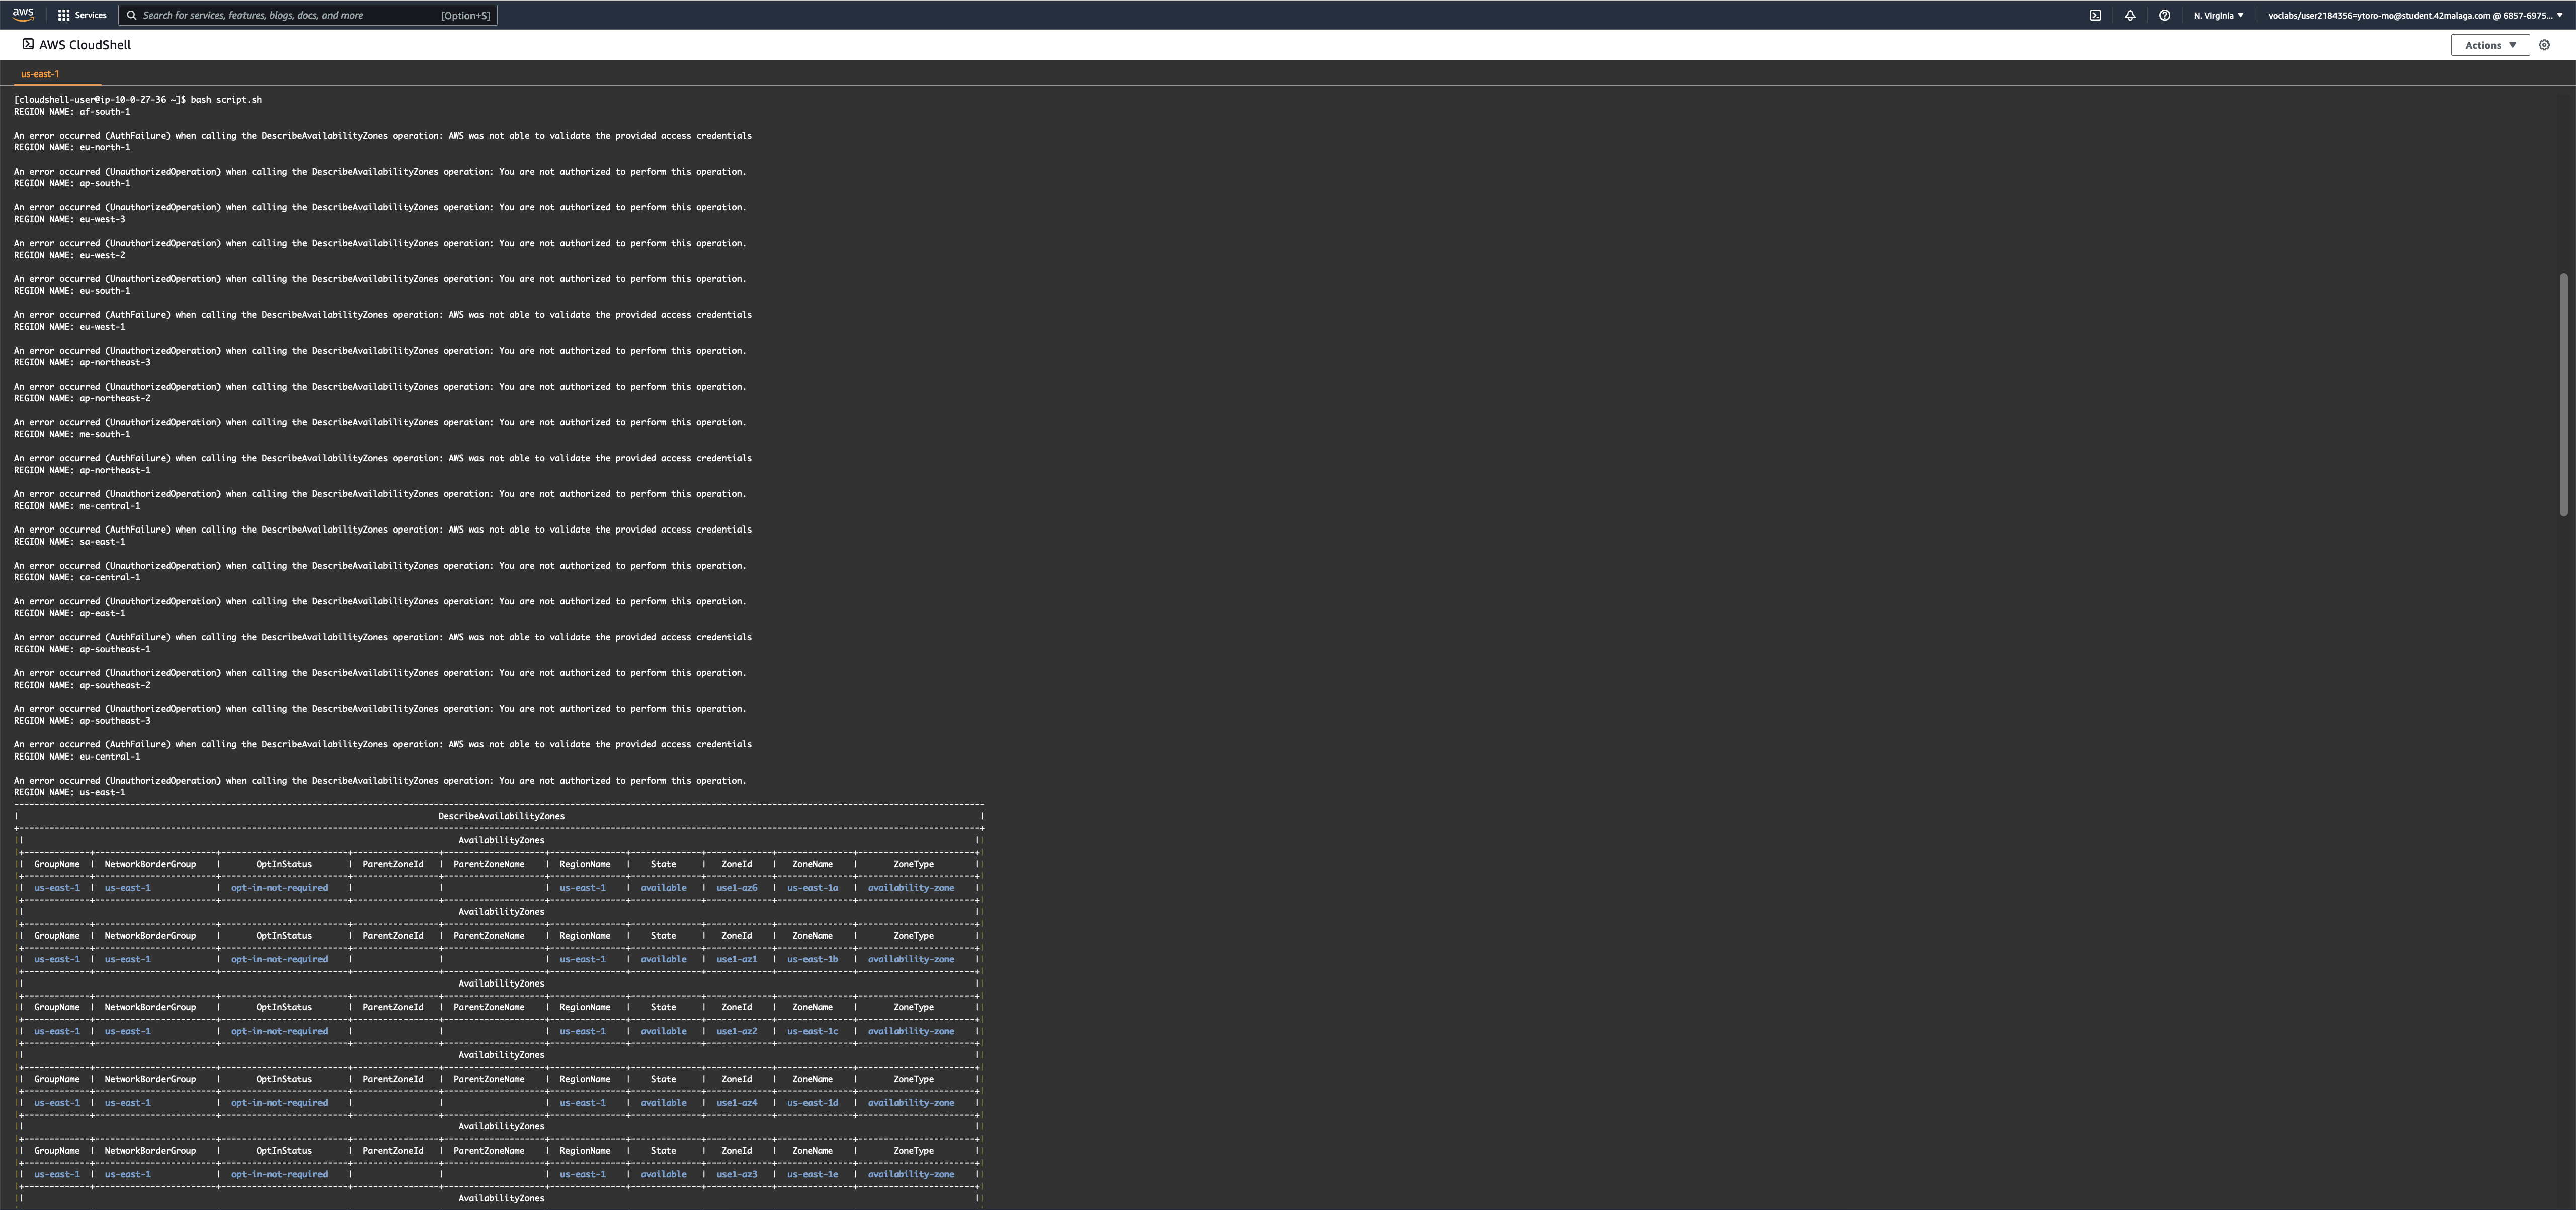 aws Services Search for services, features, blogs, docs, and more [Option+S] N. Virginia ▼ voclabs/user2184356=ytoro-mo@student.42malaga.com @ 6857-6975... ▼
AWS CloudShell Actions ▼
us-east-1
[cloudshell-user@ip-10-0-27-36 ~]$ bash script.sh
REGION NAME: af-south-1
An error occurred (AuthFailure) when calling the DescribeAvailabilityZones operation: AWS was not able to validate the provided access credentials
REGION NAME: eu-north-1
An error occurred (UnauthorizedOperation) when calling the DescribeAvailabilityZones operation: You are not authorized to perform this operation.
REGION NAME: ap-south-1
An error occurred (UnauthorizedOperation) when calling the DescribeAvailabilityZones operation: You are not authorized to perform this operation.
REGION NAME: eu-west-3
An error occurred (UnauthorizedOperation) when calling the DescribeAvailabilityZones operation: You are not authorized to perform this operation.
REGION NAME: eu-west-2
An error occurred (UnauthorizedOperation) when calling the DescribeAvailabilityZones operation: You are not authorized to perform this operation.
REGION NAME: eu-south-1
An error occurred (AuthFailure) when calling the DescribeAvailabilityZones operation: AWS was not able to validate the provided access credentials
REGION NAME: eu-west-1
An error occurred (UnauthorizedOperation) when calling the DescribeAvailabilityZones operation: You are not authorized to perform this operation.
REGION NAME: ap-northeast-3
An error occurred (UnauthorizedOperation) when calling the DescribeAvailabilityZones operation: You are not authorized to perform this operation.
REGION NAME: ap-northeast-2
An error occurred (UnauthorizedOperation) when calling the DescribeAvailabilityZones operation: You are not authorized to perform this operation.
REGION NAME: me-south-1
An error occurred (AuthFailure) when calling the DescribeAvailabilityZones operation: AWS was not able to validate the provided access credentials
REGION NAME: ap-northeast-1
An error occurred (UnauthorizedOperation) when calling the DescribeAvailabilityZones operation: You are not authorized to perform this operation.
REGION NAME: me-central-1
An error occurred (AuthFailure) when calling the DescribeAvailabilityZones operation: AWS was not able to validate the provided access credentials
REGION NAME: sa-east-1
An error occurred (UnauthorizedOperation) when calling the DescribeAvailabilityZones operation: You are not authorized to perform this operation.
REGION NAME: ca-central-1
An error occurred (UnauthorizedOperation) when calling the DescribeAvailabilityZones operation: You are not authorized to perform this operation.
REGION NAME: ap-east-1
An error occurred (AuthFailure) when calling the DescribeAvailabilityZones operation: AWS was not able to validate the provided access credentials
REGION NAME: ap-southeast-1
An error occurred (UnauthorizedOperation) when calling the DescribeAvailabilityZones operation: You are not authorized to perform this operation.
REGION NAME: ap-southeast-2
An error occurred (UnauthorizedOperation) when calling the DescribeAvailabilityZones operation: You are not authorized to perform this operation.
REGION NAME: ap-southeast-3
An error occurred (AuthFailure) when calling the DescribeAvailabilityZones operation: AWS was not able to validate the provided access credentials
REGION NAME: eu-central-1
An error occurred (UnauthorizedOperation) when calling the DescribeAvailabilityZones operation: You are not authorized to perform this operation.
REGION NAME: us-east-1
| DescribeAvailabilityZones |
|| AvailabilityZones ||
|| GroupName | NetworkBorderGroup | OptInStatus | ParentZoneId | ParentZoneName | RegionName | State | ZoneId | ZoneName | ZoneType ||
|| us-east-1 | us-east-1 | opt-in-not-required | | | us-east-1 | available | use1-az6 | us-east-1a | availability-zone ||
|| AvailabilityZones ||
|| GroupName | NetworkBorderGroup | OptInStatus | ParentZoneId | ParentZoneName | RegionName | State | ZoneId | ZoneName | ZoneType ||
|| us-east-1 | us-east-1 | opt-in-not-required | | | us-east-1 | available | use1-az1 | us-east-1b | availability-zone ||
|| AvailabilityZones ||
|| GroupName | NetworkBorderGroup | OptInStatus | ParentZoneId | ParentZoneName | RegionName | State | ZoneId | ZoneName | ZoneType ||
|| us-east-1 | us-east-1 | opt-in-not-required | | | us-east-1 | available | use1-az2 | us-east-1c | availability-zone ||
|| AvailabilityZones ||
|| GroupName | NetworkBorderGroup | OptInStatus | ParentZoneId | ParentZoneName | RegionName | State | ZoneId | ZoneName | ZoneType ||
|| us-east-1 | us-east-1 | opt-in-not-required | | | us-east-1 | available | use1-az4 | us-east-1d | availability-zone ||
|| AvailabilityZones ||
|| GroupName | NetworkBorderGroup | OptInStatus | ParentZoneId | ParentZoneName | RegionName | State | ZoneId | ZoneName | ZoneType ||
|| us-east-1 | us-east-1 | opt-in-not-required | | | us-east-1 | available | use1-az3 | us-east-1e | availability-zone ||
|| AvailabilityZones ||